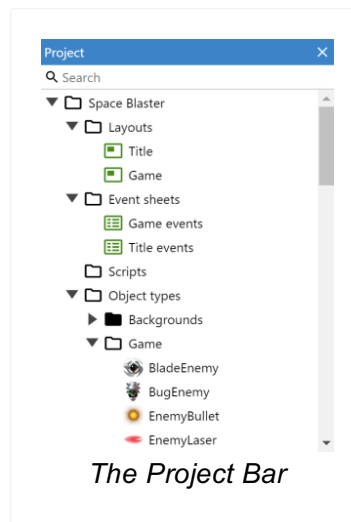 Project
Search
Space Blaster
Layouts
Title
Game
Event sheets
Game events
Title events
Scripts
Object types
Backgrounds
Game
BladeEnemy
BugEnemy
EnemyBullet
EnemyLaser
The Project Bar